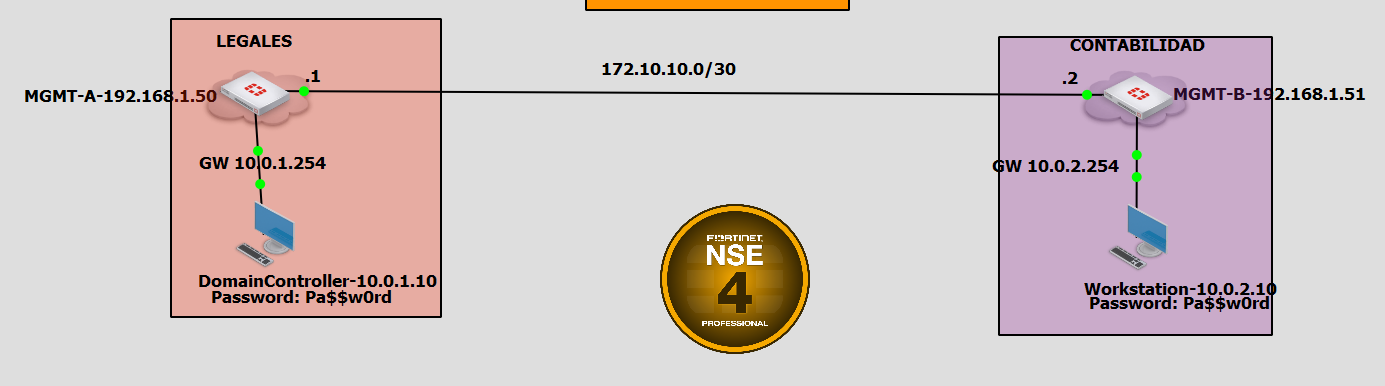 LEGALES
CONTABILIDAD
.1
172.10.10.0/30
.2
MGMT-A-192.168.1.50
MGMT-B-192.168.1.51
GW 10.0.1.254
GW 10.0.2.254
FORTINET
NSE
4
PROFESSIONAL
DomainController-10.0.1.10
Password: Pa$$w0rd
Workstation-10.0.2.10
Password: Pa$$w0rd